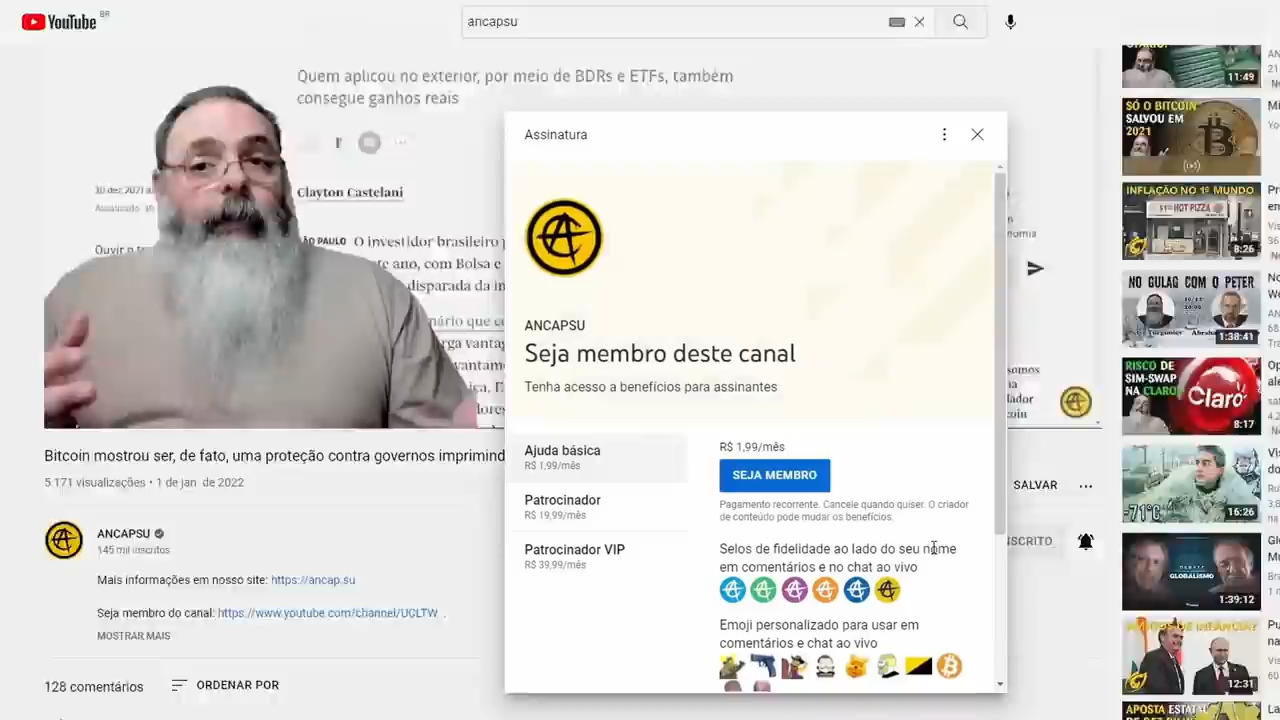 YouTube BR
ancapsu
Quem aplicou no exterior, por meio de BDRs e ETFs, também
consegue ganhos reais
Clayton Castelani
O investidor brasileiro
ano, com Bolsa e
disparada da
Bitcoin mostrou ser, de fato, uma proteção contra governos imprimind
5.171 visualizações • 1 de jan. de 2022
ANCAPSU
145 mil inscritos
Mais informações em nosso site: https://ancap.su
Seja membro do canal: https://www.youtube.com/channel/UCLTW
MOSTRAR MAIS
128 comentários
ORDENAR POR
Assinatura
ANCAPSU
Seja membro deste canal
Tenha acesso a benefícios para assinantes
Ajuda básica
R$ 1,99/mês
Patrocinador
R$ 19,99/mês
Patrocinador VIP
R$ 39,99/mês
R$ 1,99/mês
SEJA MEMBRO
Pagamento recorrente. Cancele quando quiser. O criador
de conteúdo pode mudar os benefícios.
Selos de fidelidade ao lado do seu nome
em comentários e no chat ao vivo
Emoji personalizado para usar em
comentários e chat ao vivo
SALVAR
INSCRITO
11:49
SÓ O BITCOIN
SALVOU EM
2021
INFLAÇÃO NO 1º MUNDO
$1 HOT PIZZA
8:26
NO GULAG COM O PETER
1:38:41
RISCO DE
SIM-SWAP
NA CLARO
Claro
8:17
-71°C
16:26
DEBATE
GLOBALISMO
1:39:12
12:31